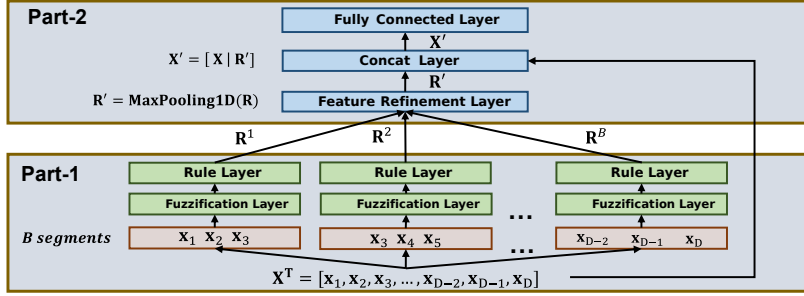 Part-2
Fully Connected Layer
X′
X′ = [ X | R′]
Concat Layer
R′
R′ = MaxPooling1D(R)
Feature Refinement Layer
R¹ R² Rᴮ
Part-1
Rule Layer Rule Layer Rule Layer
Fuzzification Layer Fuzzification Layer ... Fuzzification Layer
B segments x₁ x₂ x₃ x₃ x₄ x₅ ... x_{D−2} x_{D−1} x_D
Xᵀ = [x₁, x₂, x₃, ..., x_{D−2}, x_{D−1}, x_D]